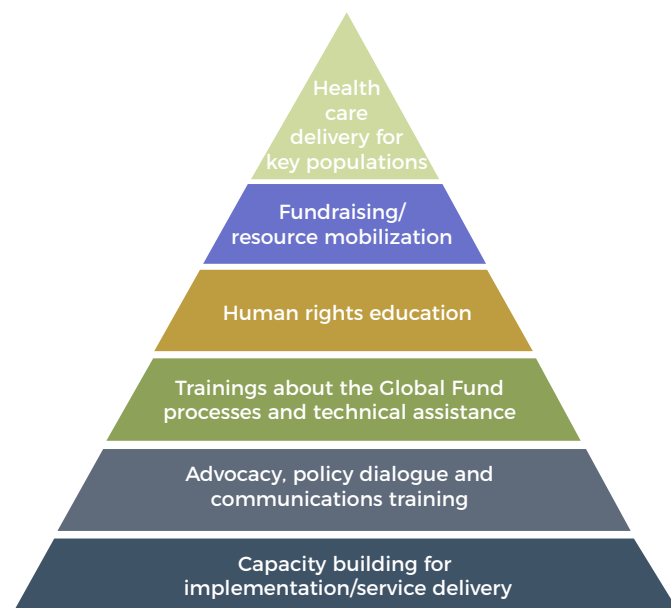 Health
care
delivery for
key populations
Fundraising/
resource mobilization
Human rights education
Trainings about the Global Fund
processes and technical assistance
Advocacy, policy dialogue and
communications training
Capacity building for
implementation/service delivery